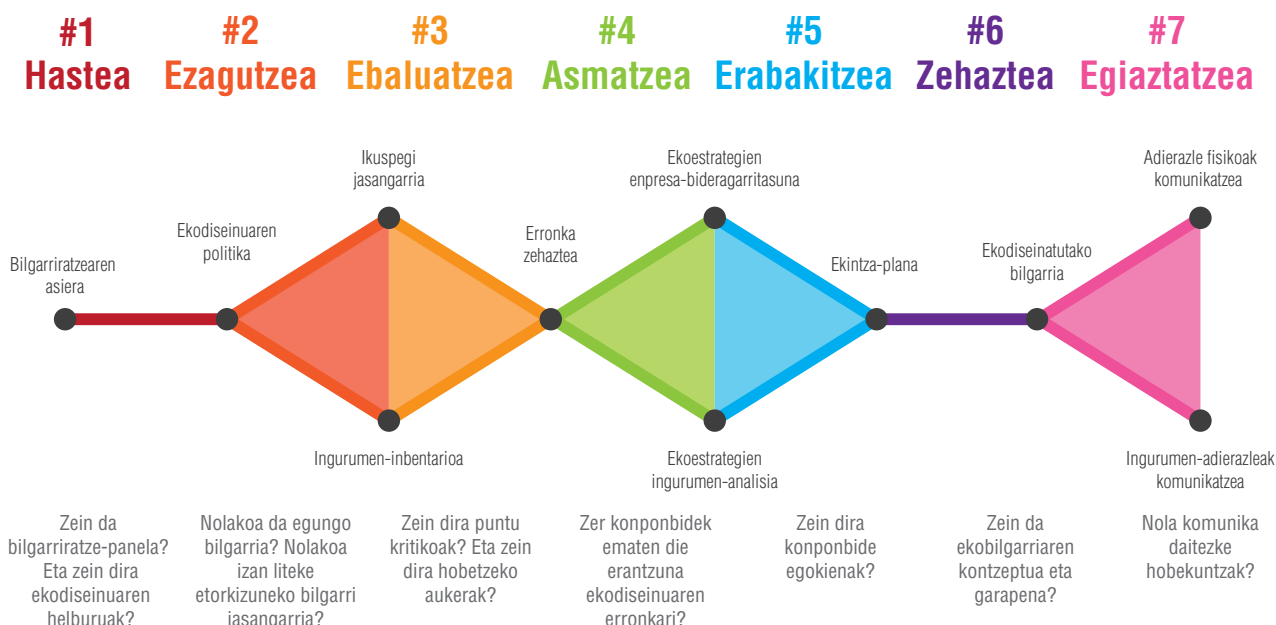 #1
Hastea
#2
Ezagutzea
#3
Ebaluatzea
#4
Asmatzea
#5
Erabakitzea
#6
Zehaztea
#7
Egiaztatzea
Bilgarriratzearen
asiera
Ekodiseinuaren
politika
Ikuspegi
jasangarria
Ingurumen-inbentarioa
Erronka
zehaztea
Ekoestrategien
enpresa-bideragarritasuna
Ekoestrategien
ingurumen-analisia
Ekintza-plana
Ekodiseinatutako
bilgarria
Adierazle fisikoak
komunikatzea
Ingurumen-adierazleak
komunikatzea
Zein da
bilgarriratze-panela?
Eta zein dira
ekodiseinuaren
helburuak?
Nolakoa da egungo
bilgarria? Nolakoa
izan liteke
etorkizuneko bilgarri
jasangarria?
Zein dira puntu
kritikoak? Eta zein
dira hobetzeko
aukerak?
Zer konponbidek
ematen die
erantzuna
ekodiseinuaren
erronkari?
Zein dira
konponbide
egokienak?
Zein da
ekobilgarriaren
kontzeptua eta
garapena?
Nola komunika
daitezke
hobekuntzak?